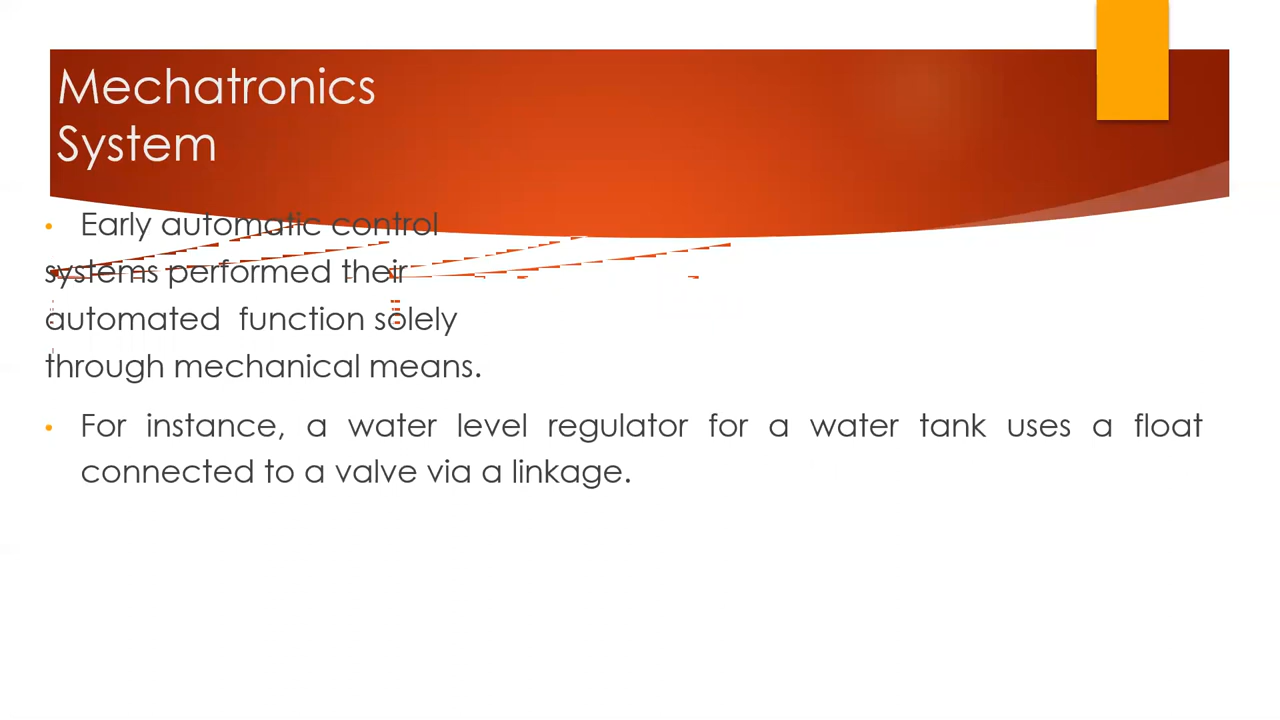 Mechatronics
System
• Early automatic control
systems performed their
automated function solely
through mechanical means.
• For instance, a water level regulator for a water tank uses a float
connected to a valve via a linkage.